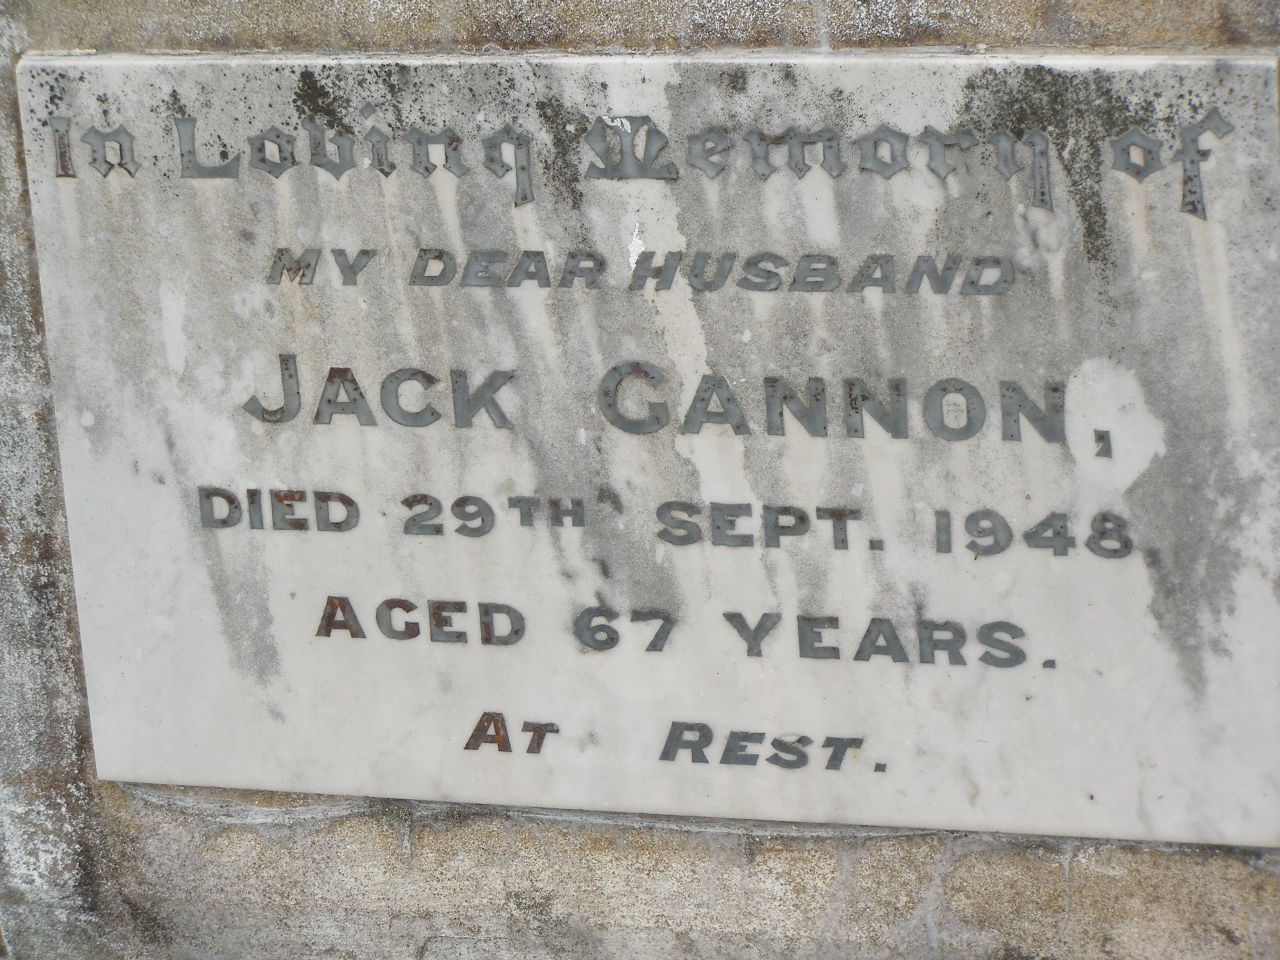 In Loving Memory of
MY DEAR HUSBAND
JACK GANNON,
DIED 29TH SEPT. 1948
AGED 67 YEARS.
AT REST.